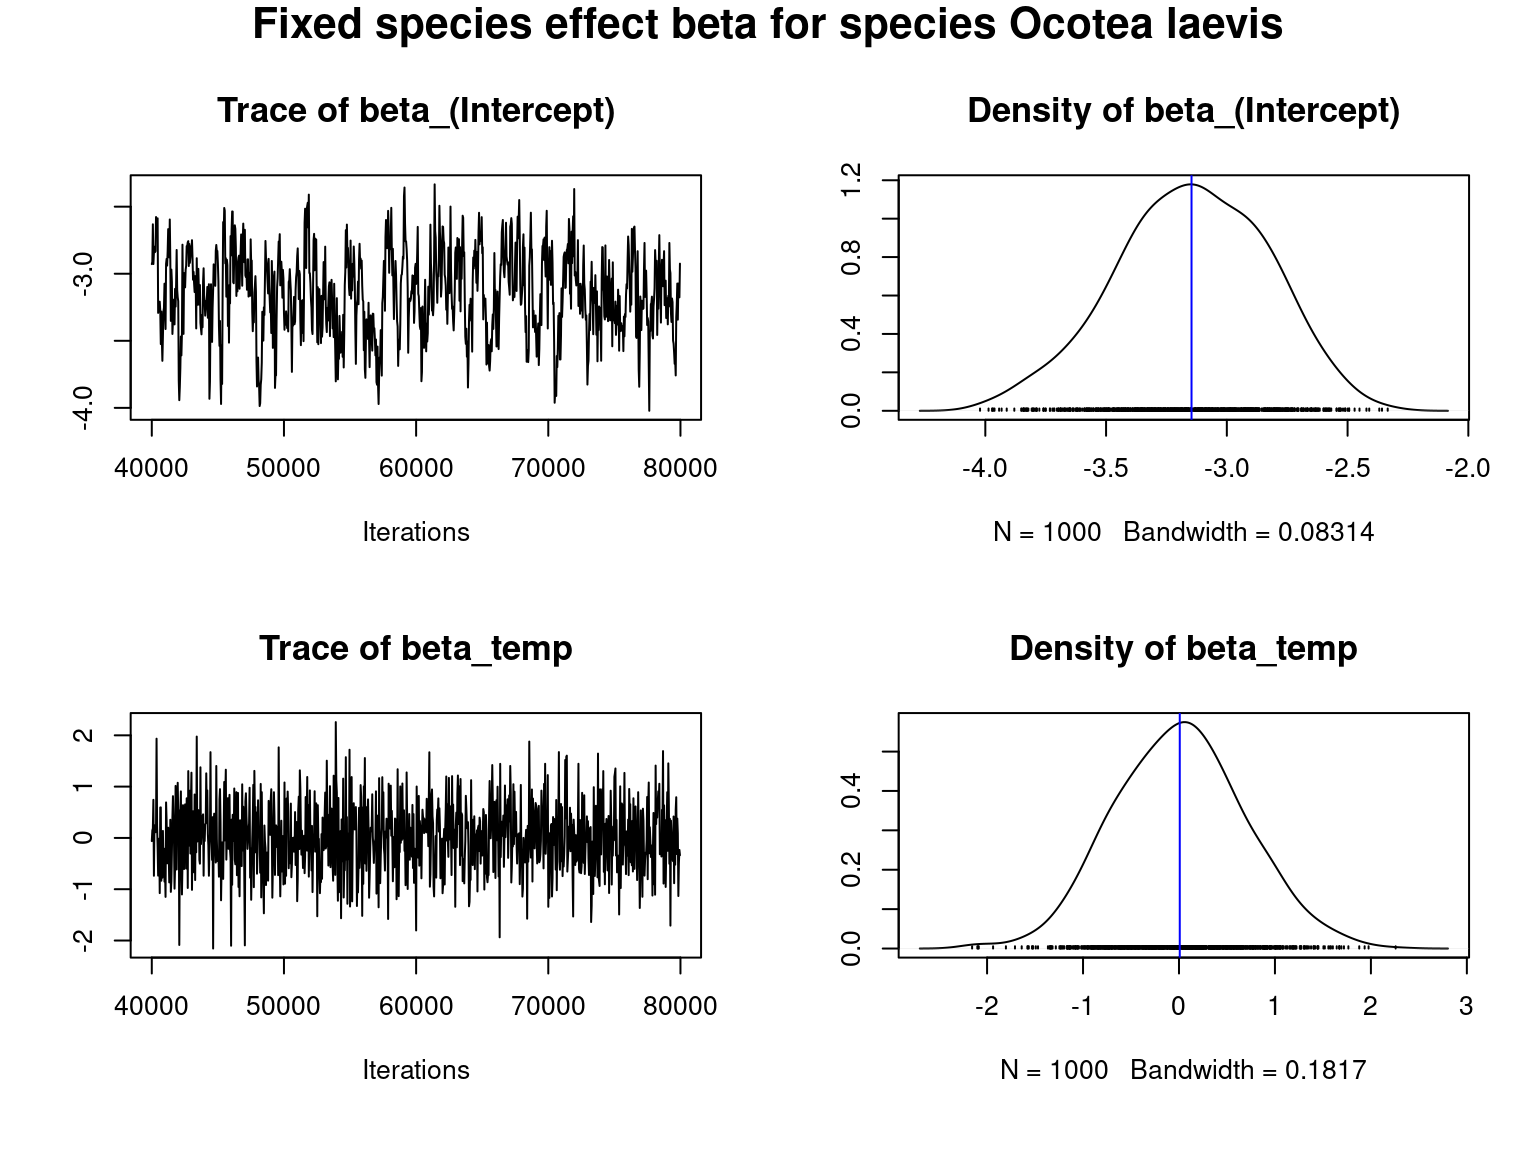 Fixed species effect beta for species Ocotea laevis
Trace of beta_(Intercept)
-3.0
-4.0
40000 50000 60000 70000 80000
Iterations
Density of beta_(Intercept)
1.2
0.8
0.4
0.0
-4.0 -3.5 -3.0 -2.5 -2.0
N = 1000 Bandwidth = 0.08314
Trace of beta_temp
2
1
0
-1
-2
40000 50000 60000 70000 80000
Iterations
Density of beta_temp
0.4
0.2
0.0
-2 -1 0 1 2 3
N = 1000 Bandwidth = 0.1817